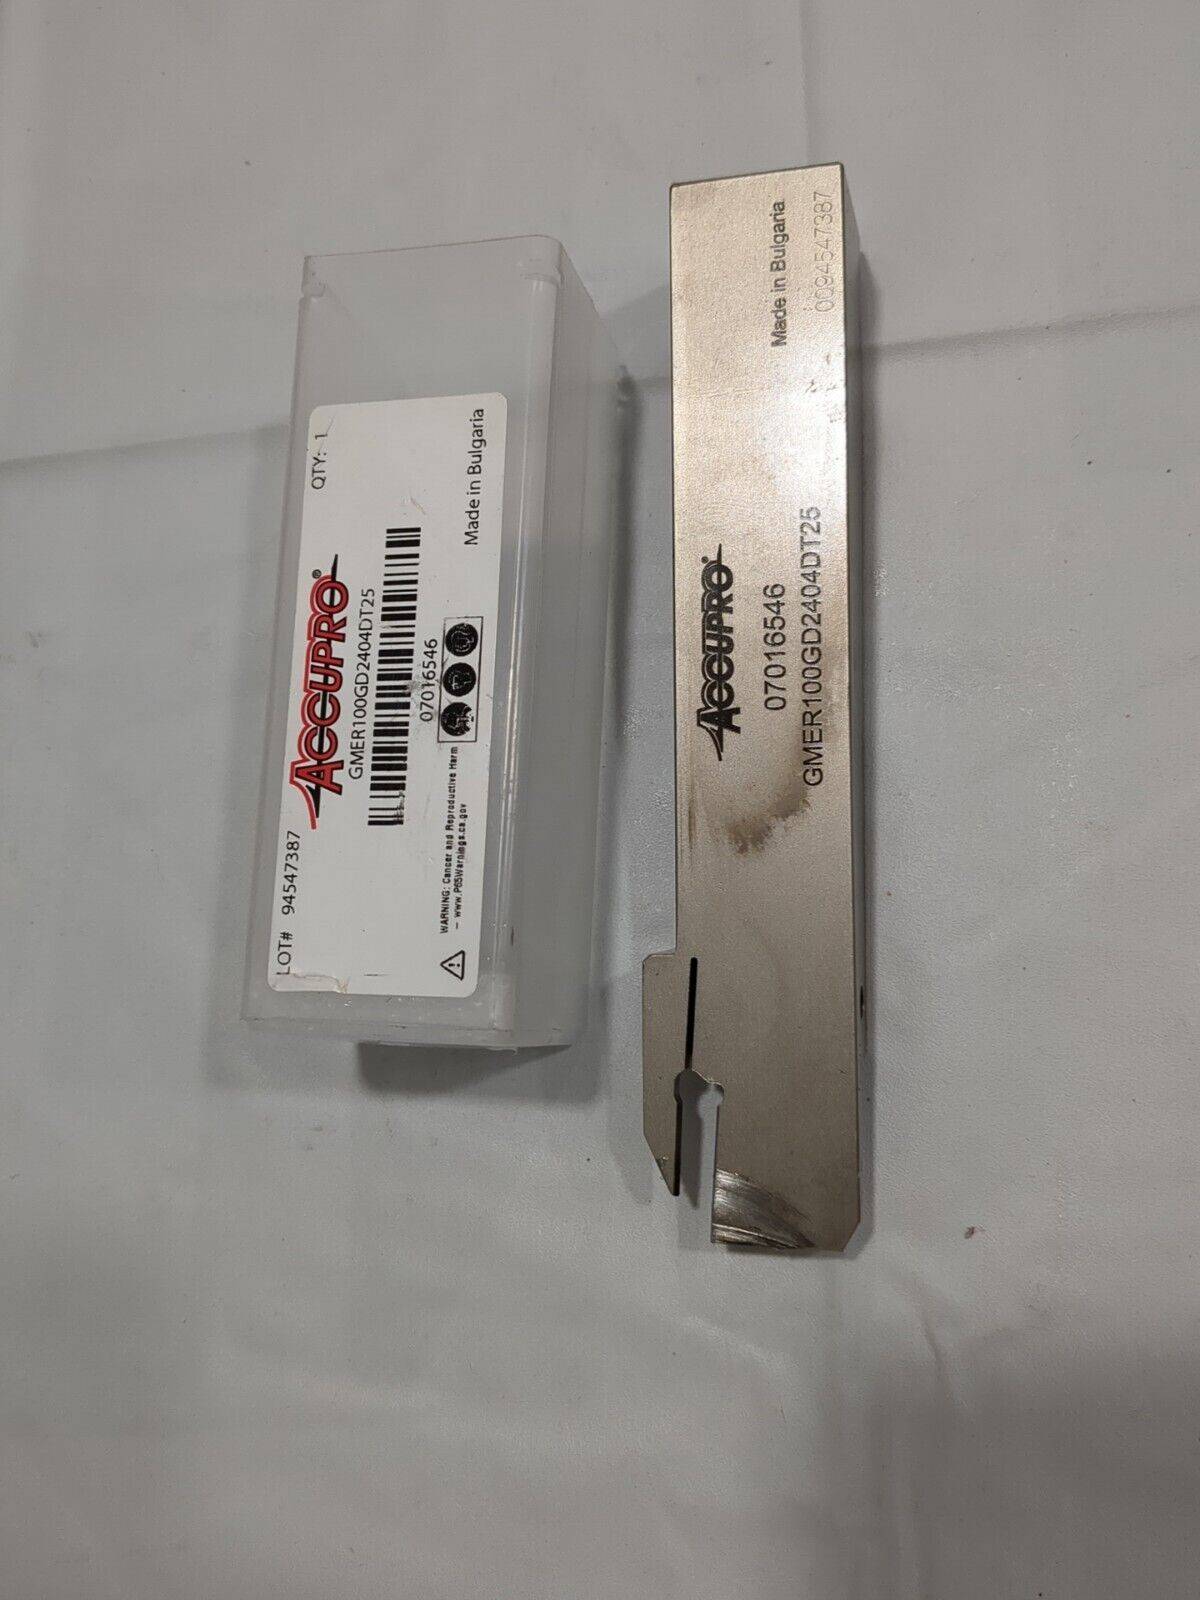 LOT# 94547387
QTY: 1
ACCUPRO®
GMER100GD2404DT25
07016546
WARNING: Cancer and Reproductive Harm
- www.P65Warnings.ca.gov
Made in Bulgaria
ACCUPRO®
07016546
GMER100GD2404DT25
Made in Bulgaria
0094547387